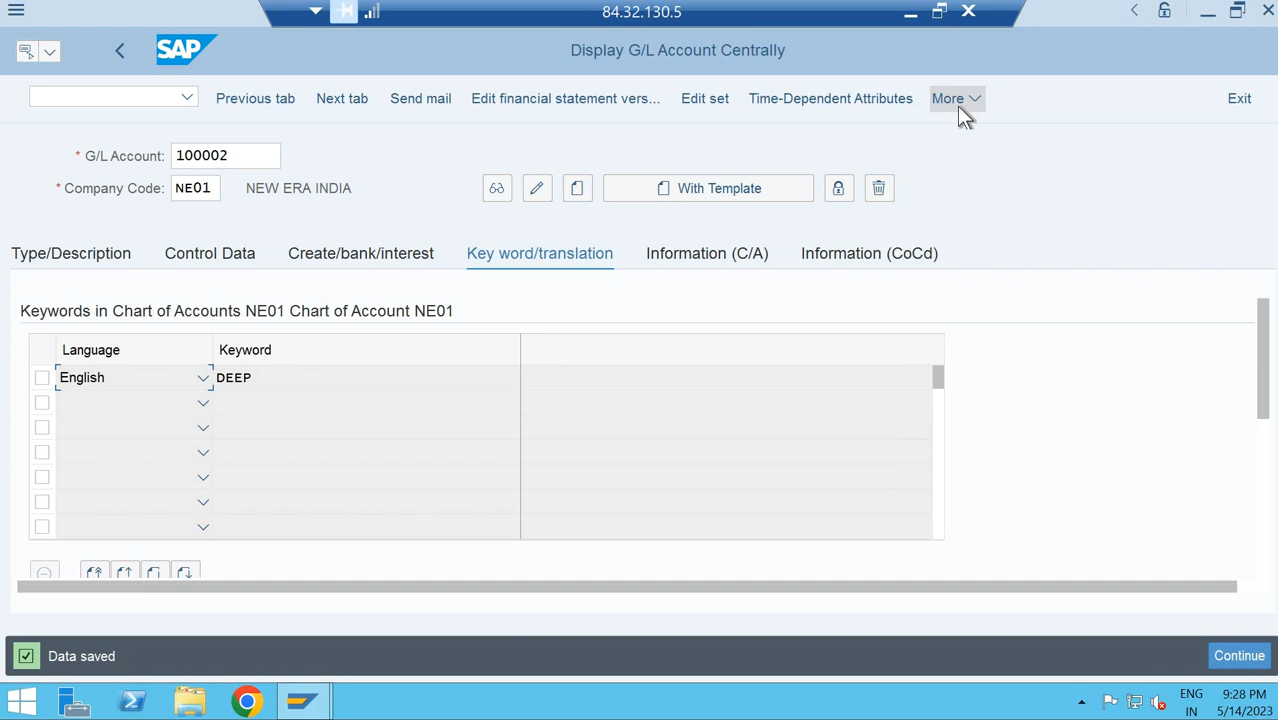 84.32.130.5
SAP
Display G/L Account Centrally
Previous tab
Next tab
Send mail
Edit financial statement vers...
Edit set
Time-Dependent Attributes
More
Exit
* G/L Account: 100002
* Company Code: NE01 NEW ERA INDIA
With Template
Type/Description
Control Data
Create/bank/interest
Key word/translation
Information (C/A)
Information (CoCd)
Keywords in Chart of Accounts NE01 Chart of Account NE01
Language
Keyword
English
DEEP
Data saved
Continue
ENG
IN
9:28 PM
5/14/2023